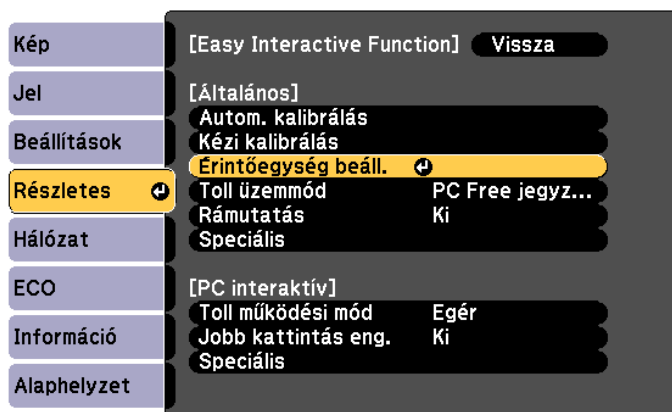 Kép
Jel
Beállítások
Részletes
Hálózat
ECO
Információ
Alaphelyzet
[Easy Interactive Function] Vissza
[Általános]
Autom. kalibrálás
Kézi kalibrálás
Érintőegység beáll.
Toll üzemmód PC Free jegyz...
Rámutatás Ki
Speciális
[PC interaktív]
Toll működési mód Egér
Jobb kattintás eng. Ki
Speciális